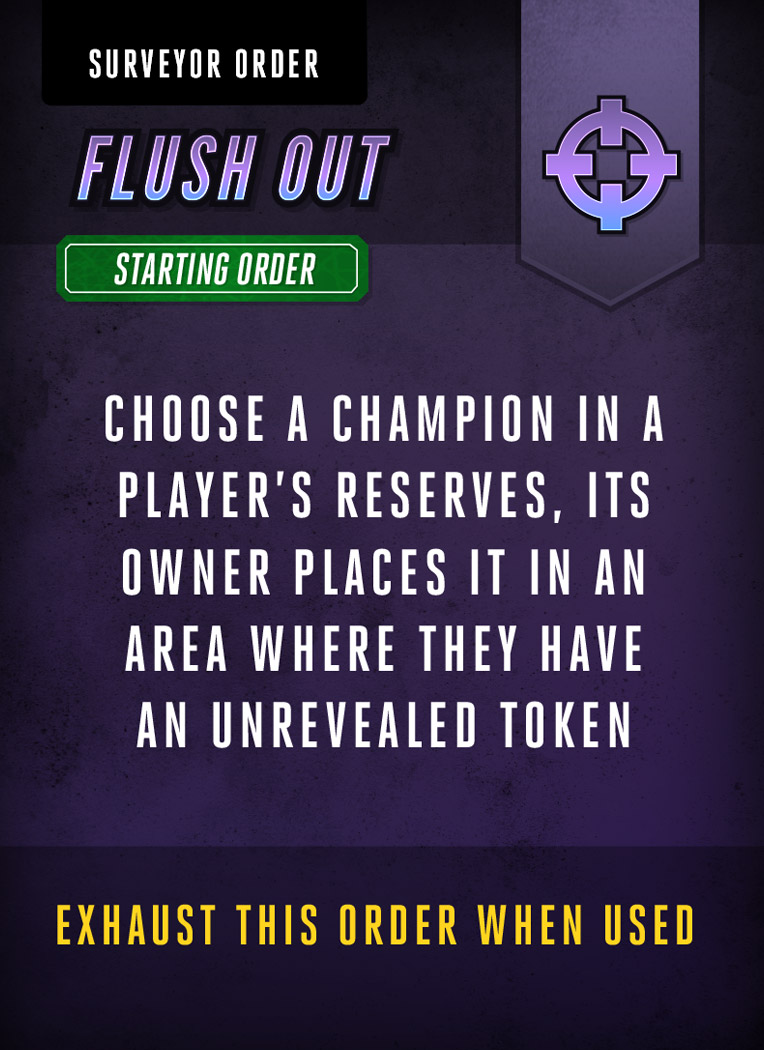 SURVEYOR ORDER
FLUSH OUT
STARTING ORDER
CHOOSE A CHAMPION IN A
PLAYER'S RESERVES, ITS
OWNER PLACES IT IN AN
AREA WHERE THEY HAVE
AN UNREVEALED TOKEN
EXHAUST THIS ORDER WHEN USED